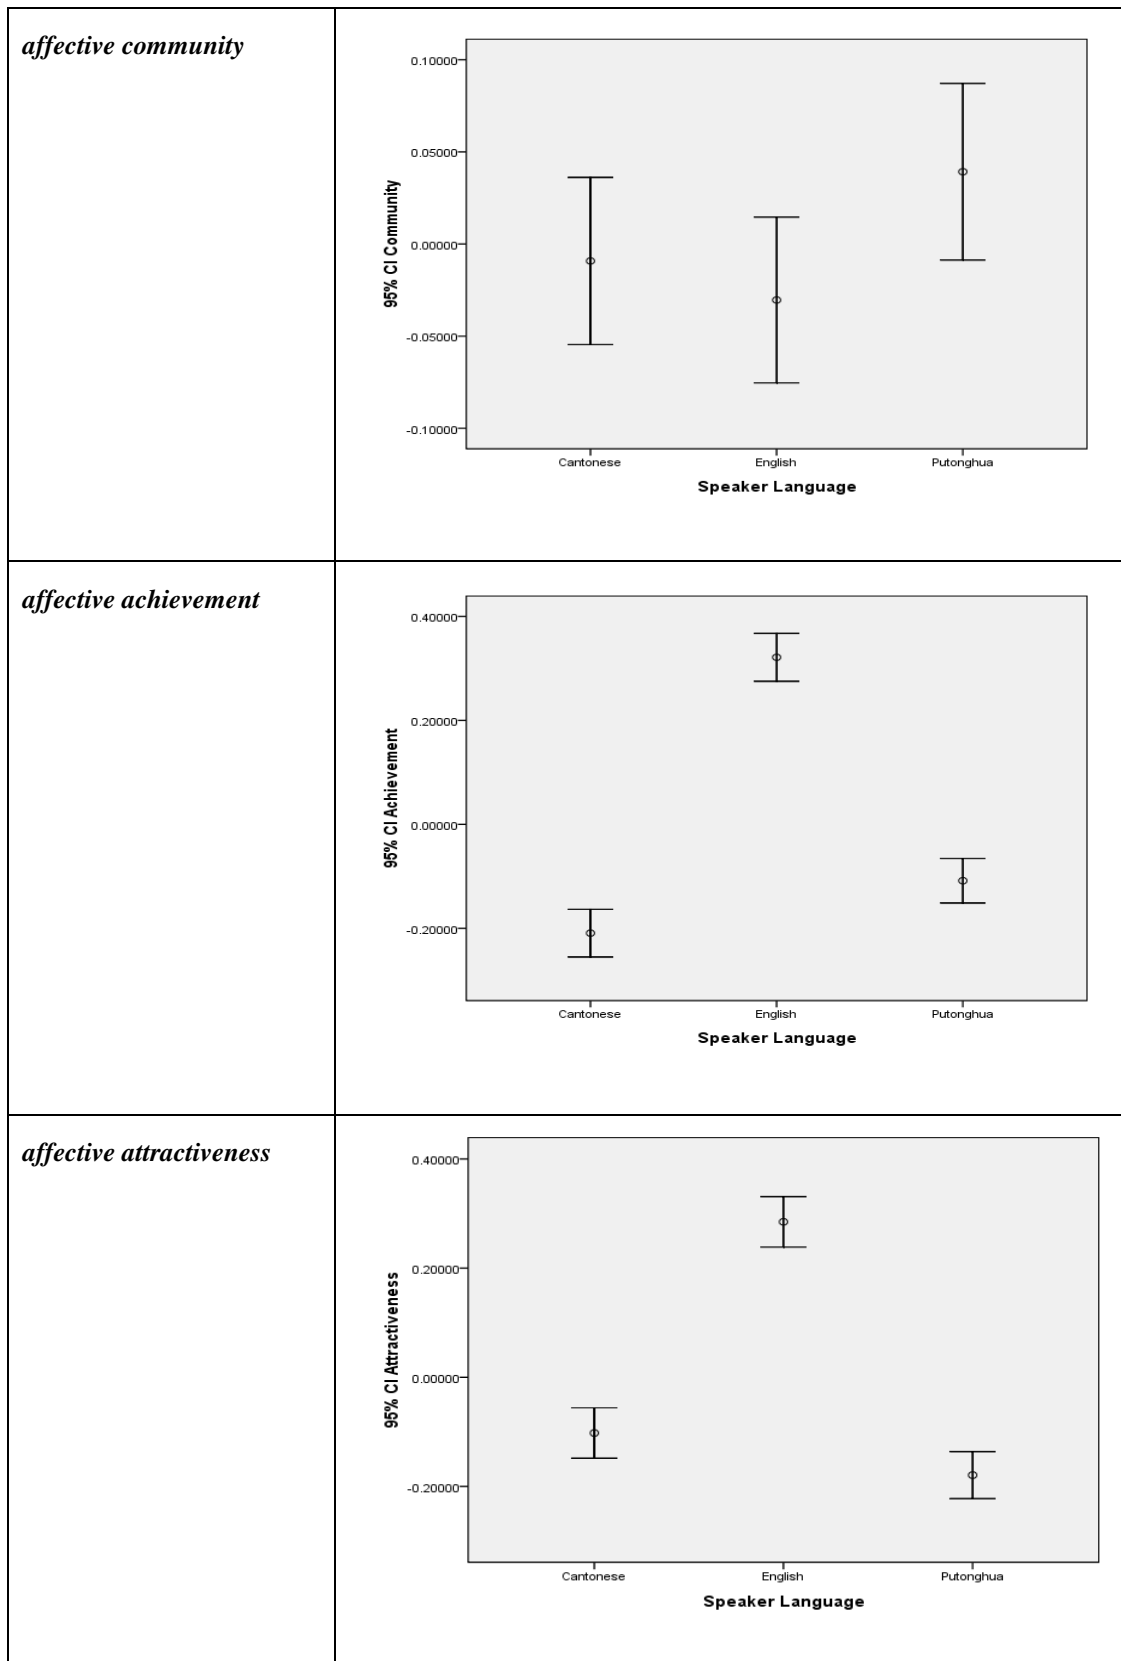 affective community
0.10000
0.05000
0.00000
-0.05000
-0.10000
95% CI Community
Cantonese English Putonghua
Speaker Language
affective achievement
0.40000
0.20000
0.00000
-0.20000
95% CI Achievement
Cantonese English Putonghua
Speaker Language
affective attractiveness
0.40000
0.20000
0.00000
-0.20000
95% CI Attractiveness
Cantonese English Putonghua
Speaker Language